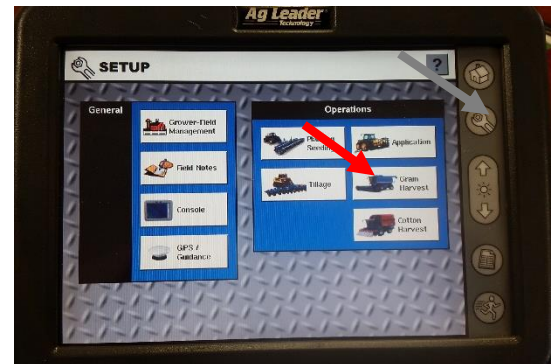 Ag Leader
Technology
SETUP
?
General
Grower-Field
Management
Field Notes
Console
GPS /
Guidance
Operations
Seeding
Application
Tillage
Grain
Harvest
Cotton
Harvest